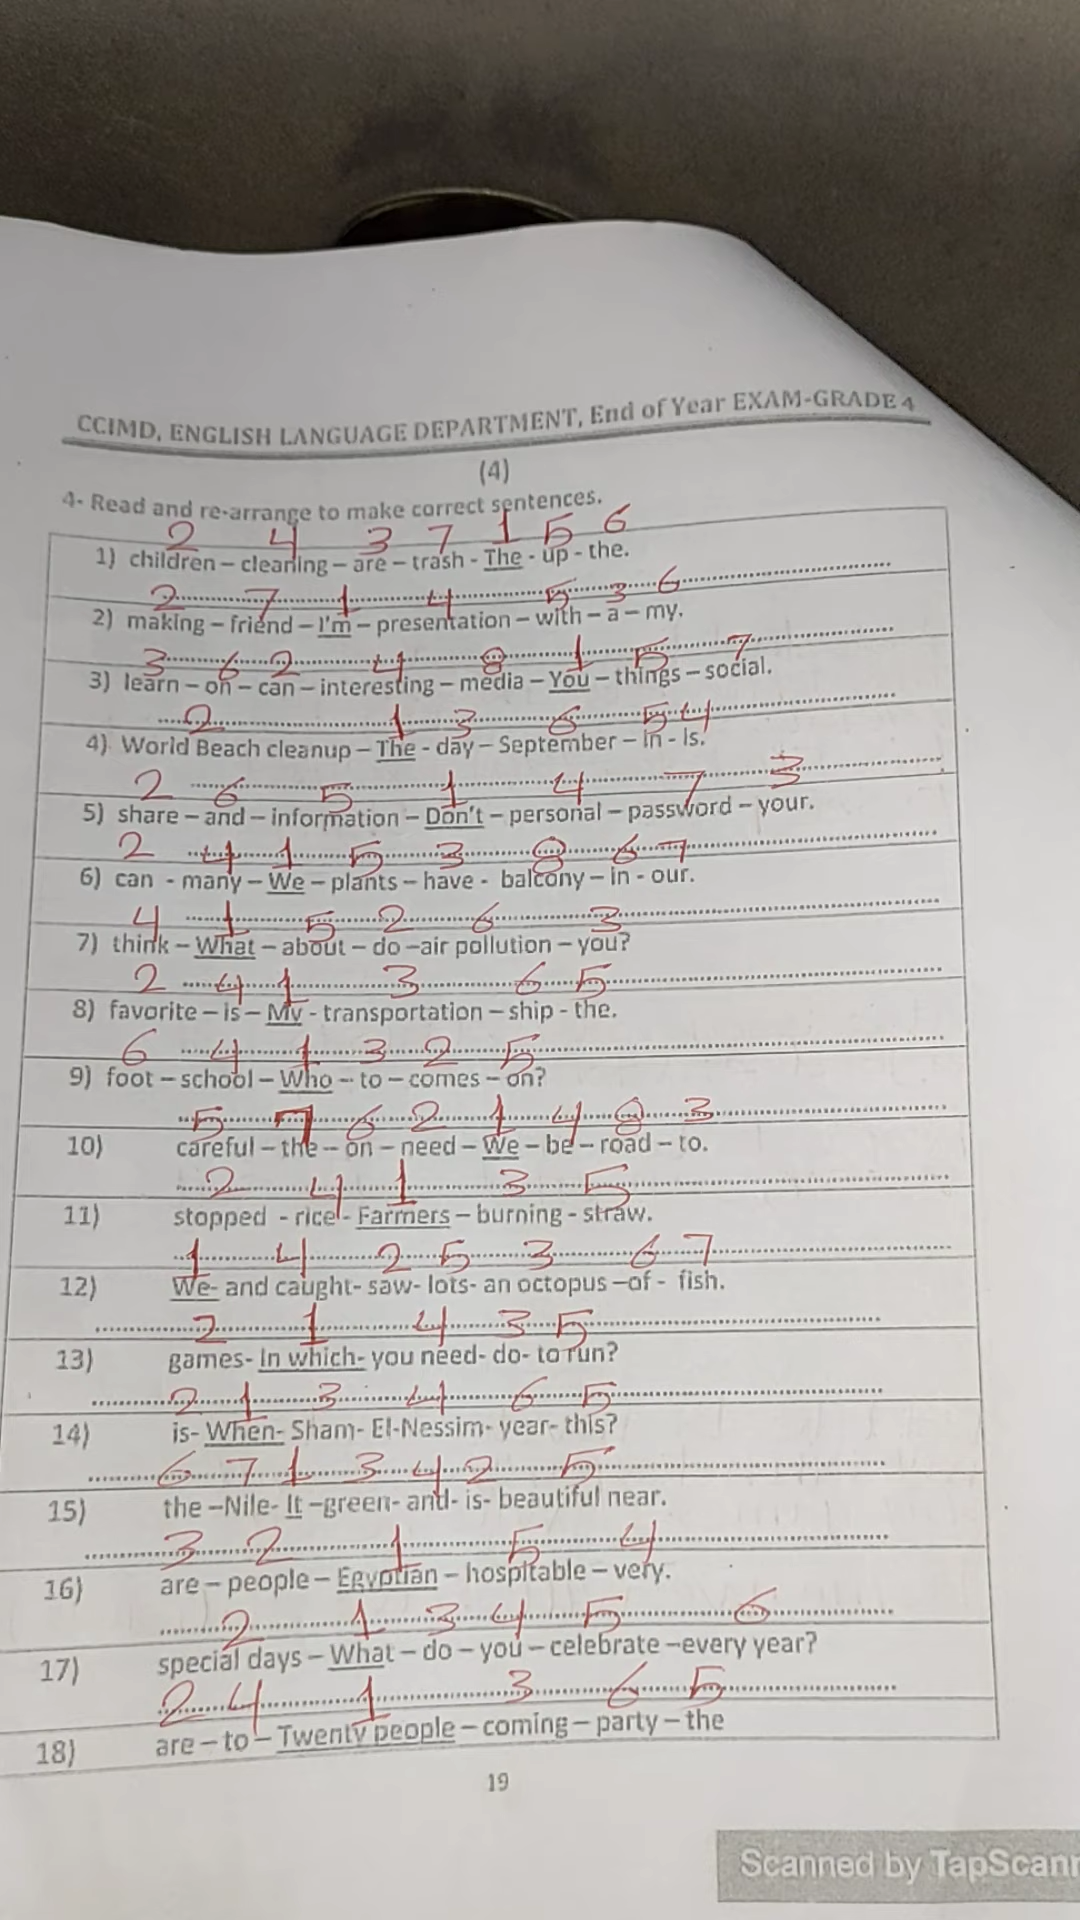 CCIMD, ENGLISH LANGUAGE DEPARTMENT, End of Year EXAM-GRADE 4
(4)
4- Read and re-arrange to make correct sentences.
2 4 3 7 1 5 6
1) children – cleaning – are – trash - The - up - the.
2 7 1 4 5 3 6
2) making – friend – I'm – presentation – with – a – my.
3 6 2 4 8 1 5 7
3) learn – on – can – interesting – media – You – things – social.
2 1 3 6 5 4
4) World Beach cleanup – The - day – September – in - is.
2 6 5 1 4 7 3
5) share – and – information – Don't – personal – password – your.
2 4 1 5 3 8 6 7
6) can - many – We – plants – have - balcony – in - our.
4 1 5 2 6 3
7) think – What – about – do –air pollution – you?
2 4 1 3 6 5
8) favorite – is – My - transportation – ship - the.
6 4 1 3 2 5
9) foot – school – Who – to – comes – on?
5 7 6 2 1 4 8 3
10) careful – the – on – need – We – be – road – to.
2 4 1 3 5
11) stopped - rice - Farmers – burning - straw.
1 4 2 5 3 6 7
12) We- and caught- saw- lots- an octopus –of - fish.
2 1 4 3 5
13) games- In which- you need- do- to run?
2 1 3 4 6 5
14) is- When- Sham- El-Nessim- year- this?
6 7 1 3 4 2 5
15) the –Nile- It –green- and- is- beautiful near.
3 2 1 5 4
16) are – people – Egyptian – hospitable – very.
2 1 3 4 5 6
17) special days – What – do – you – celebrate –every year?
2 4 1 3 6 5
18) are – to – Twenty people – coming – party – the
19
Scanned by TapScann